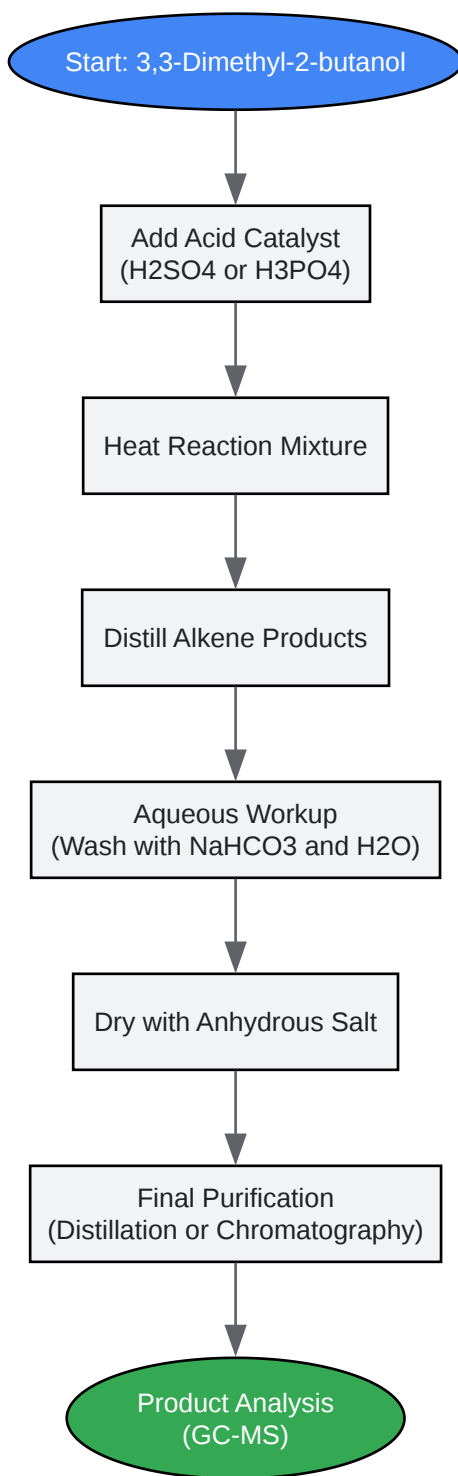 Start: 3,3-Dimethyl-2-butanol
Add Acid Catalyst
(H2SO4 or H3PO4)
Heat Reaction Mixture
Distill Alkene Products
Aqueous Workup
(Wash with NaHCO3 and H2O)
Dry with Anhydrous Salt
Final Purification
(Distillation or Chromatography)
Product Analysis
(GC-MS)